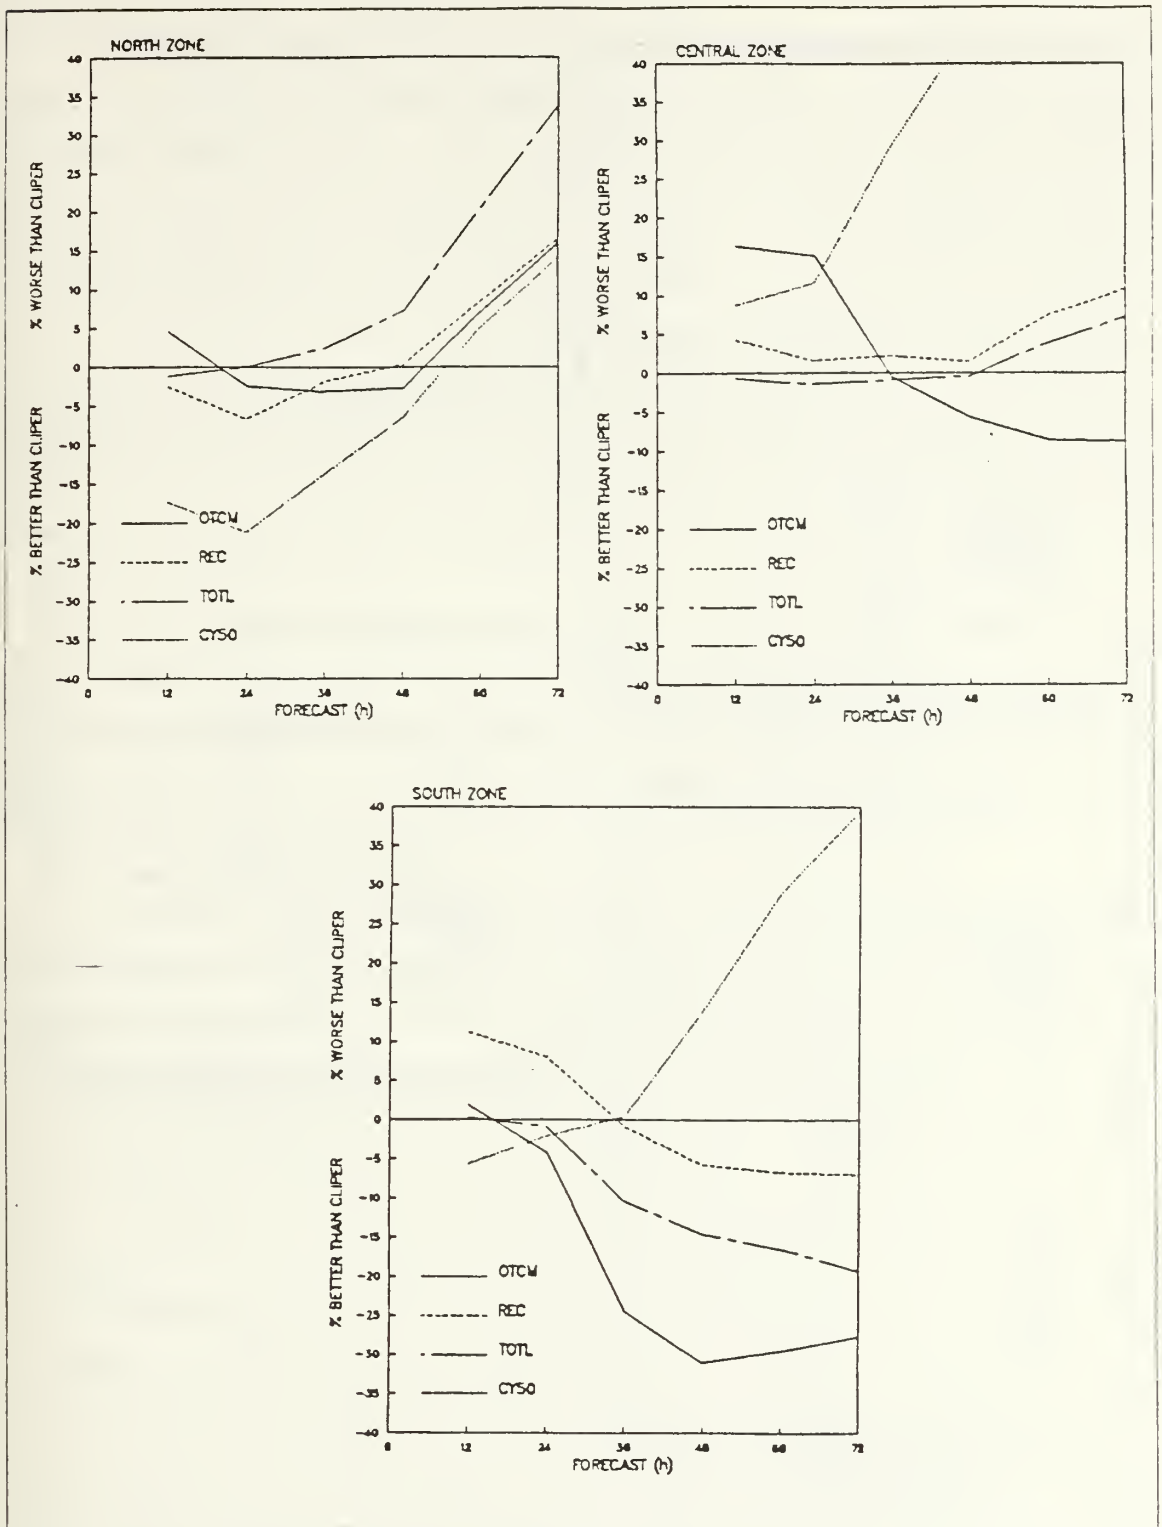 NORTH ZONE
40
35
30
25
20
15
10
5
0
-5
-10
-15
-20
-25
-30
-35
-40
% WORSE THAN CLIPER
% BETTER THAN CLIPER
OTCM
REC
TOTL
CY50
0 12 24 36 48 60 72
FORECAST (h)
CENTRAL ZONE
40
35
30
25
20
15
10
5
0
-5
-10
-15
-20
-25
-30
-35
-40
% WORSE THAN CLIPER
% BETTER THAN CLIPER
OTCM
REC
TOTL
CY50
0 12 24 36 48 60 72
FORECAST (h)
SOUTH ZONE
40
35
30
25
20
15
10
5
0
-5
-10
-15
-20
-25
-30
-35
-40
% WORSE THAN CLIPER
% BETTER THAN CLIPER
OTCM
REC
TOTL
CY50
0 12 24 36 48 60 72
FORECAST (h)